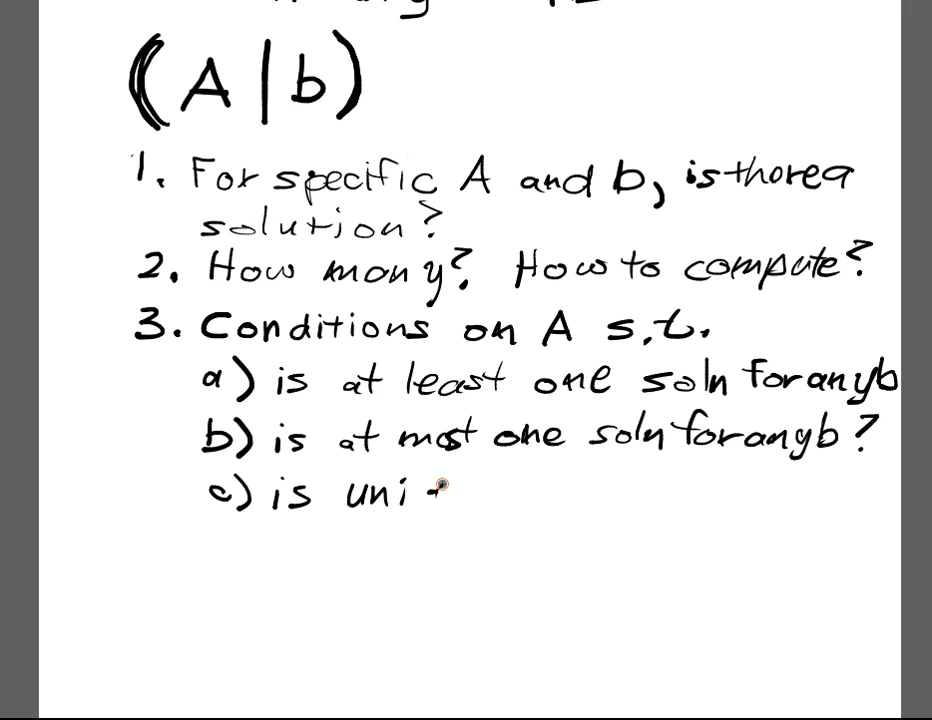 (A|b)
1. For specific A and b, is there a
solution?
2. How many? How to compute?
3. Conditions on A s.t.
a) is at least one soln for any b
b) is at most one soln for any b?
c) is uni